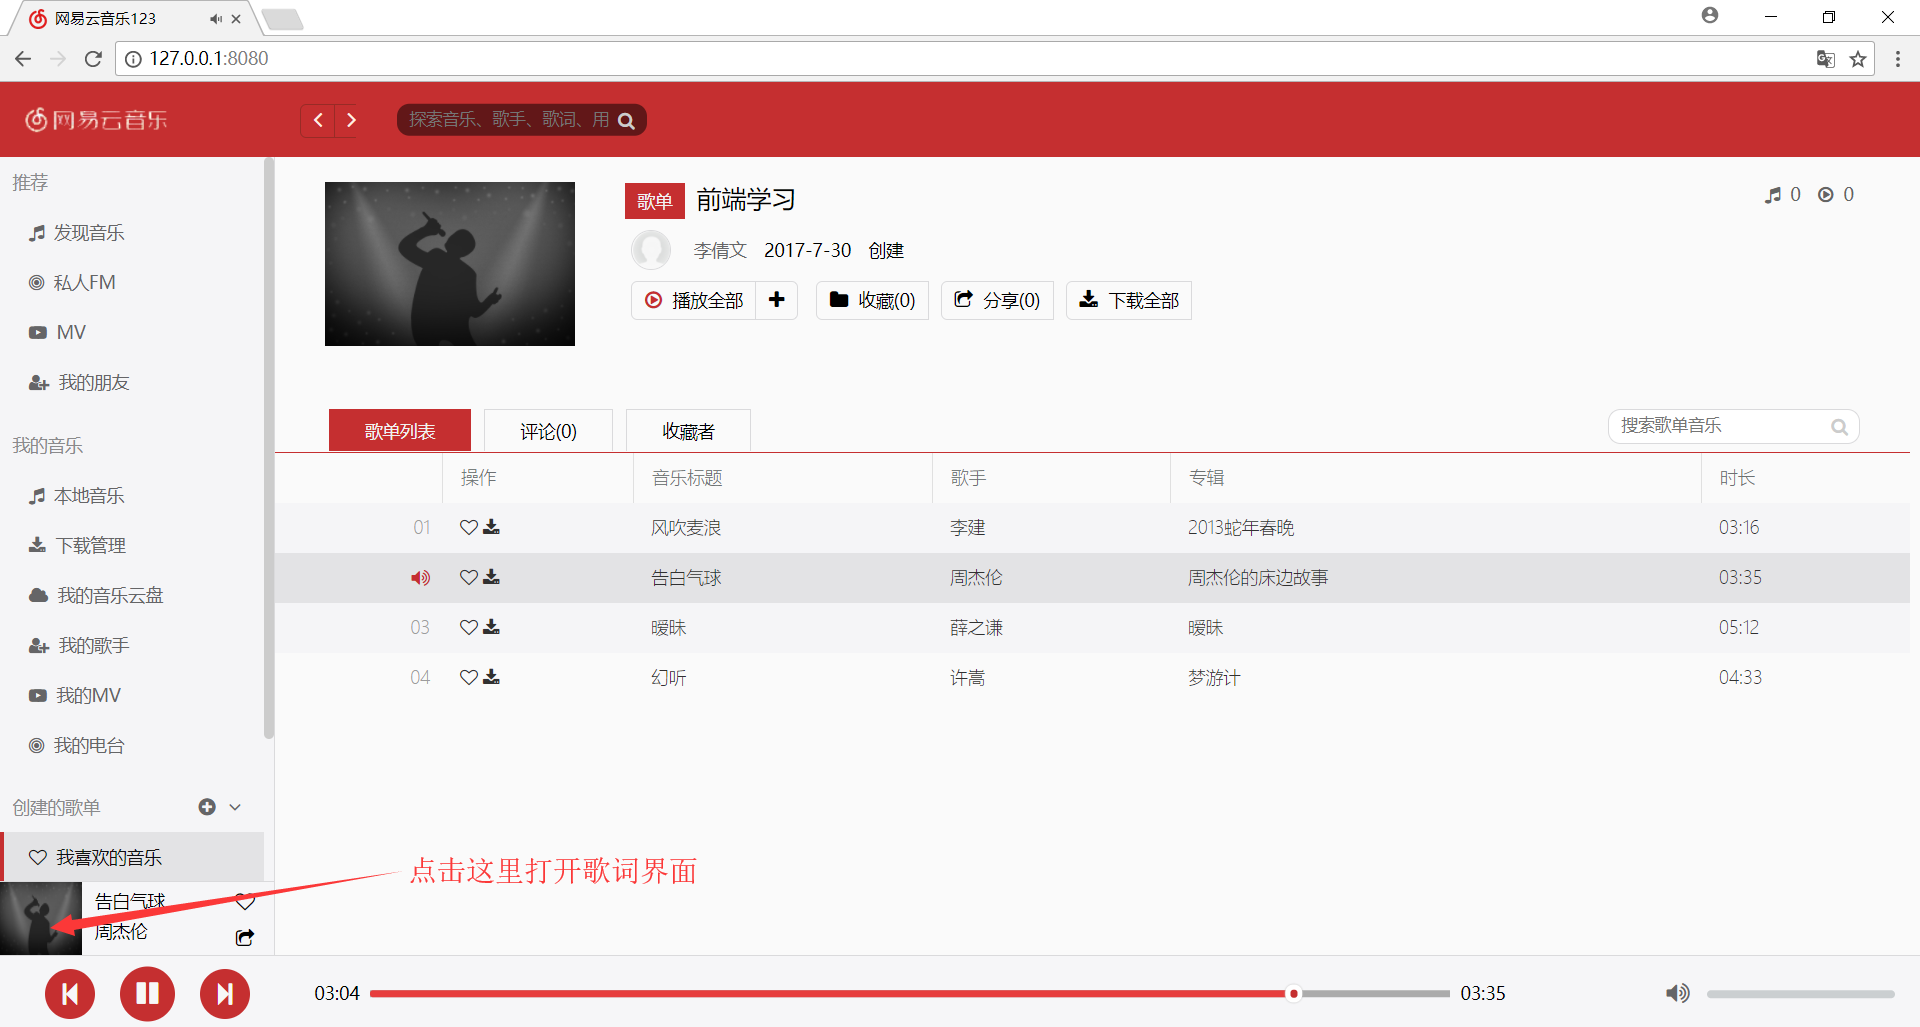 网易云音乐123
127.0.0.1:8080
网易云音乐
探索音乐、歌手、歌词、用
推荐
发现音乐
私人FM
MV
我的朋友
我的音乐
本地音乐
下载管理
我的音乐云盘
我的歌手
我的MV
我的电台
创建的歌单
我喜欢的音乐
告白气球
周杰伦
歌单 前端学习
0 0
李倩文 2017-7-30 创建
播放全部 收藏(0) 分享(0) 下载全部
歌单列表 评论(0) 收藏者 搜索歌单音乐
操作 音乐标题 歌手 专辑 时长
01 风吹麦浪 李建 2013蛇年春晚 03:16
告白气球 周杰伦 周杰伦的床边故事 03:35
03 暧昧 薛之谦 暧昧 05:12
04 幻听 许嵩 梦游计 04:33
点击这里打开歌词界面
03:04 03:35